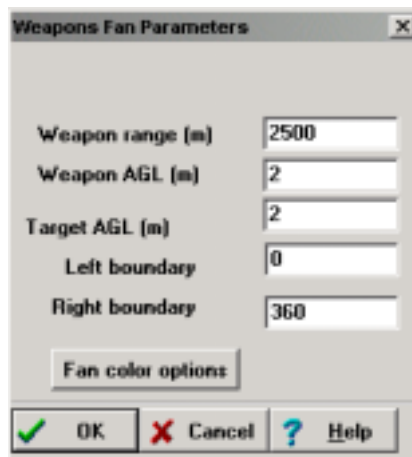 Weapons Fan Parameters
Weapon range (m) 2500
Weapon AGL (m) 2
Target AGL (m) 2
Left boundary 0
Right boundary 360
Fan color options
OK Cancel ? Help